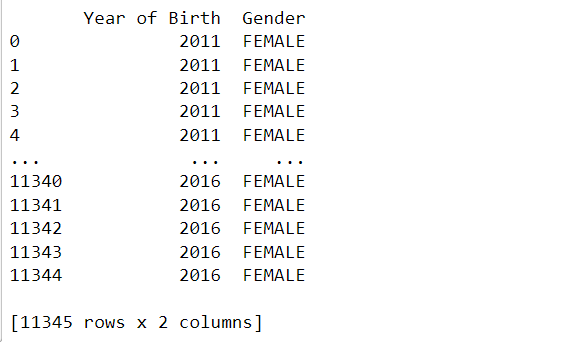 Year of Birth Gender
0 2011 FEMALE
1 2011 FEMALE
2 2011 FEMALE
3 2011 FEMALE
4 2011 FEMALE
... ... ...
11340 2016 FEMALE
11341 2016 FEMALE
11342 2016 FEMALE
11343 2016 FEMALE
11344 2016 FEMALE
[11345 rows x 2 columns]